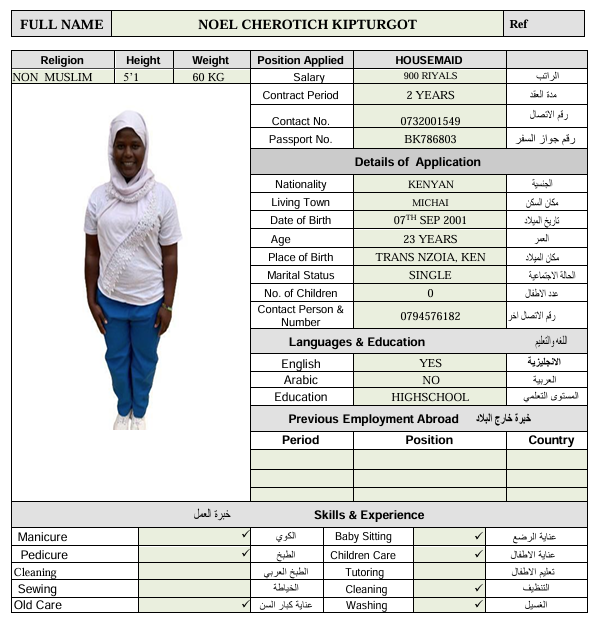 FULL NAME NOEL CHEROTICH KIPTURGOT Ref
Religion Height Weight Position Applied HOUSEMAID
NON MUSLIM 5’1 60 KG Salary 900 RIYALS الراتب
Contract Period 2 YEARS مدة العقد
Contact No. 0732001549 رقم الاتصال
Passport No. BK786803 رقم جواز السفر
Details of Application
Nationality KENYAN الجنسية
Living Town MICHAI مكان السكن
Date of Birth 07TH SEP 2001 تاريخ الميلاد
Age 23 YEARS العمر
Place of Birth TRANS NZOIA, KEN مكان الميلاد
Marital Status SINGLE الحالة الاجتماعية
No. of Children 0 عدد الاطفال
Contact Person &
Number 0794576182 رقم الاتصال اخر
Languages & Education اللغه والتعليم
English YES الانجليزية
Arabic NO العربية
Education HIGHSCHOOL المستوى التعلمي
Previous Employment Abroad خبرة خارج البلاد
Period Position Country
خبرة العمل Skills & Experience
Manicure ✓ الكوي Baby Sitting ✓ عناية الرضع
Pedicure ✓ الطبخ Children Care ✓ عناية الاطفال
Cleaning الطبخ العربي Tutoring تعليم الاطفال
Sewing الخياطة Cleaning ✓ التنظيف
Old Care ✓ عناية كبار السن Washing ✓ الغسيل